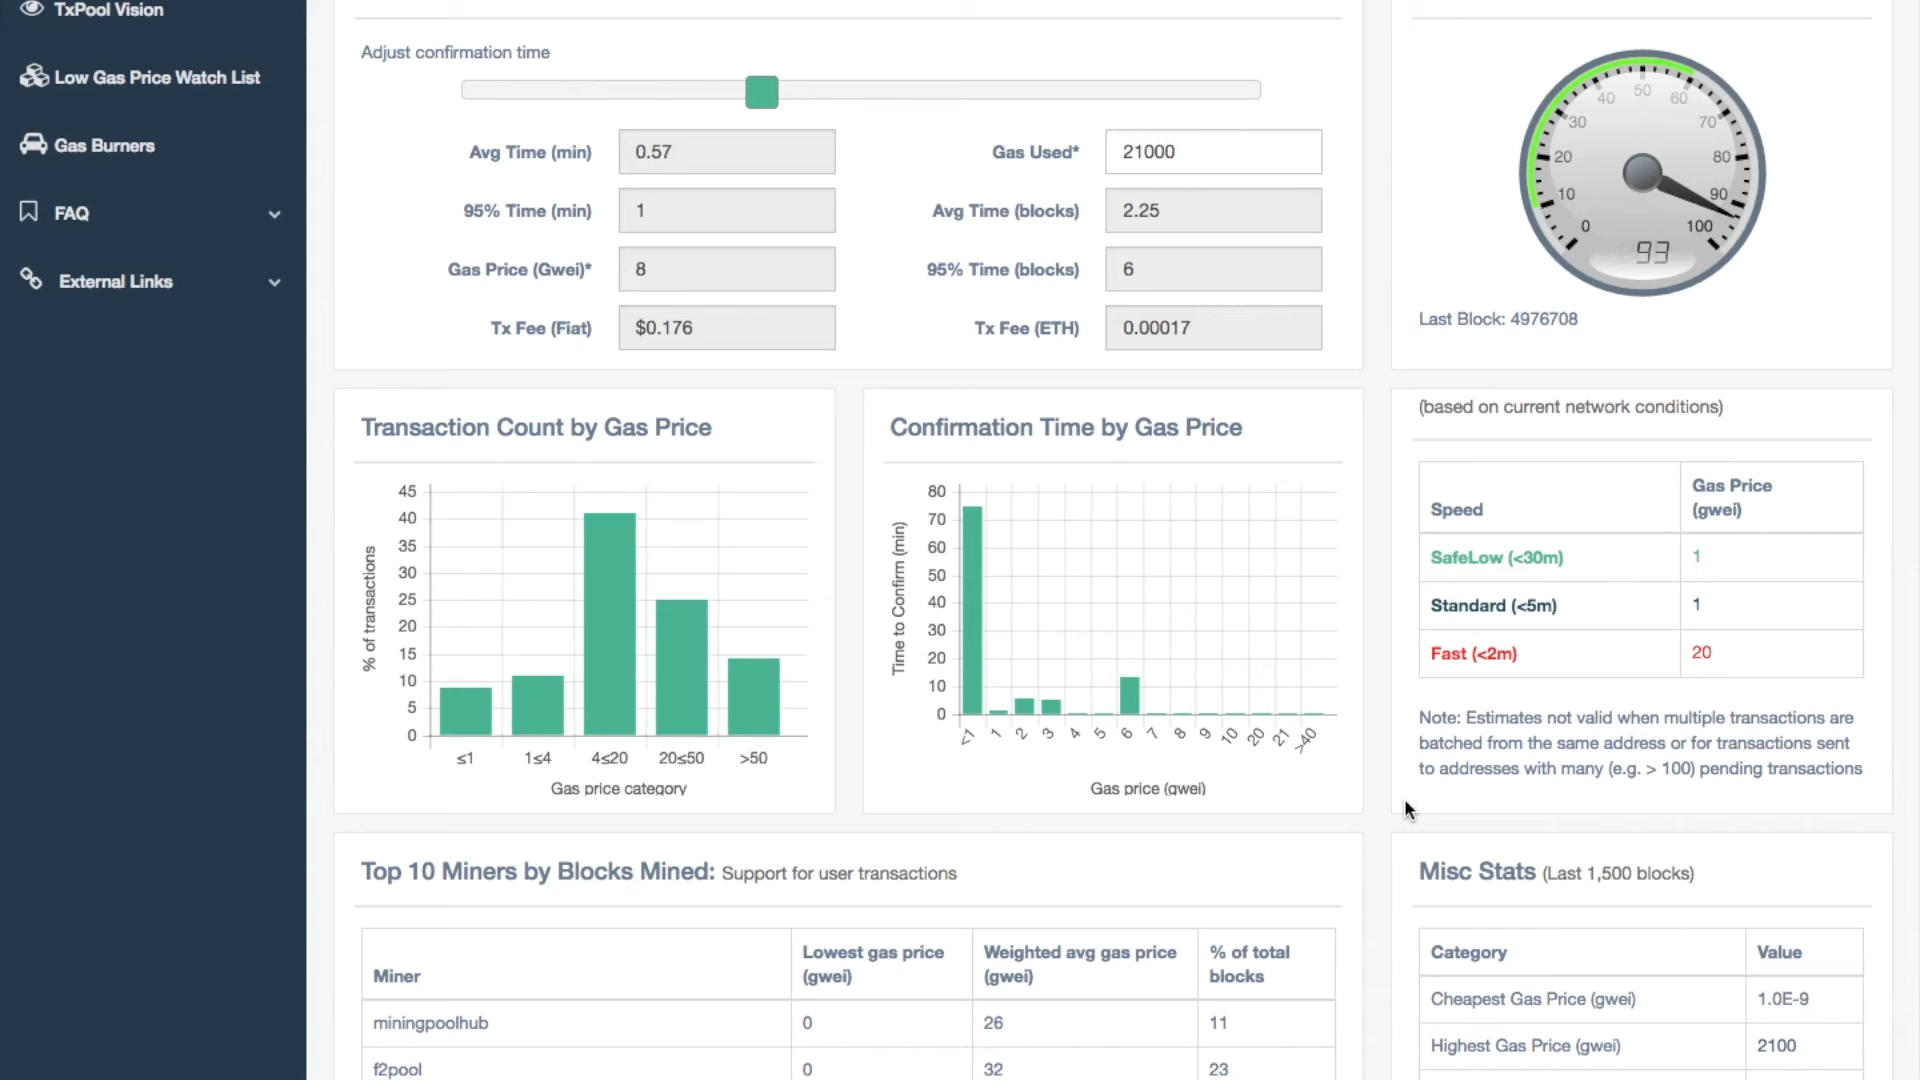 TxPool Vision
Low Gas Price Watch List
Gas Burners
FAQ
External Links
Adjust confirmation time
Avg Time (min) 0.57 Gas Used* 21000
95% Time (min) 1 Avg Time (blocks) 2.25
Gas Price (Gwei)* 8 95% Time (blocks) 6
Tx Fee (Fiat) $0.176 Tx Fee (ETH) 0.00017
0 10 20 30 40 50 60 70 80 90 100
93
Last Block: 4976708
Transaction Count by Gas Price
% of transactions
45
40
35
30
25
20
15
10
5
0
≤1 1≤4 4≤20 20≤50 >50
Gas price category
Confirmation Time by Gas Price
Time to Confirm (min)
80
70
60
50
40
30
20
10
0
<1 1 2 3 4 5 6 7 8 9 10 20 21 >40
Gas price (gwei)
(based on current network conditions)
Speed Gas Price (gwei)
SafeLow (<30m) 1
Standard (<5m) 1
Fast (<2m) 20
Note: Estimates not valid when multiple transactions are
batched from the same address or for transactions sent
to addresses with many (e.g. > 100) pending transactions
Top 10 Miners by Blocks Mined: Support for user transactions
Miner Lowest gas price (gwei) Weighted avg gas price (gwei) % of total blocks
miningpoolhub 0 26 11
f2pool 0 32 23
Misc Stats (Last 1,500 blocks)
Category Value
Cheapest Gas Price (gwei) 1.0E-9
Highest Gas Price (gwei) 2100